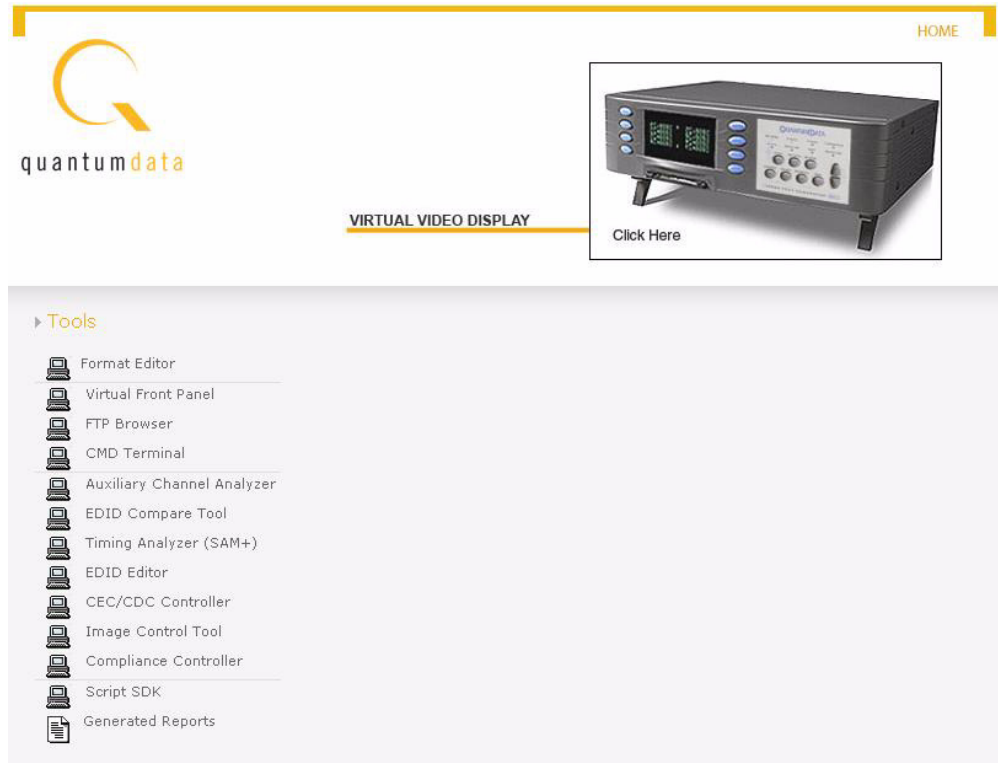 HOME
quantumdata
QUANTUMDATA
VIRTUAL VIDEO DISPLAY
Click Here
Tools
Format Editor
Virtual Front Panel
FTP Browser
CMD Terminal
Auxiliary Channel Analyzer
EDID Compare Tool
Timing Analyzer (SAM+)
EDID Editor
CEC/CDC Controller
Image Control Tool
Compliance Controller
Script SDK
Generated Reports